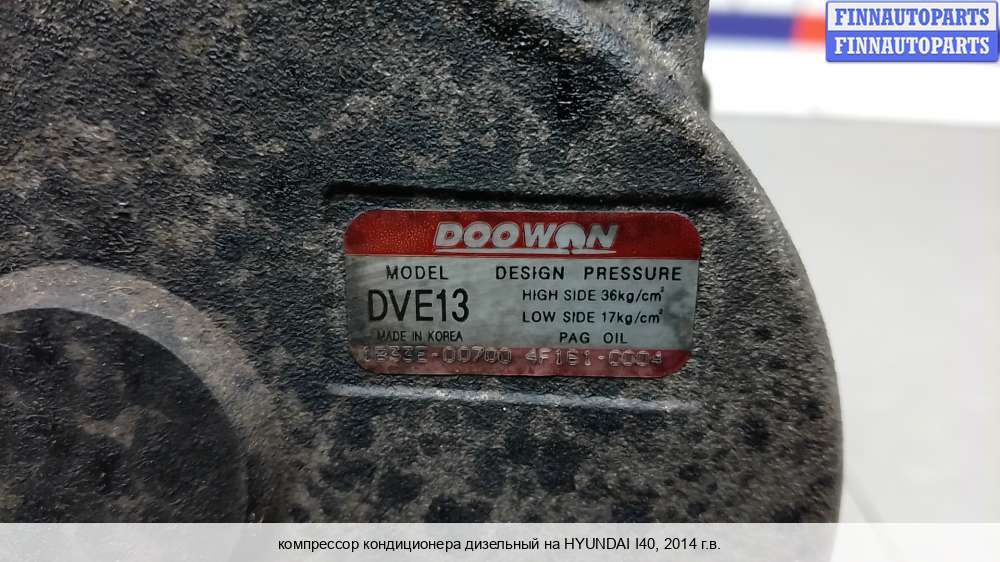 FINNAUTOPARTS
FINNAUTOPARTS
DOOWON
MODEL DESIGN PRESSURE
DVE13 HIGH SIDE 36kg/cm²
LOW SIDE 17kg/cm²
MADE IN KOREA PAG OIL
компрессор кондиционера дизельный на HYUNDAI I40, 2014 г.в.